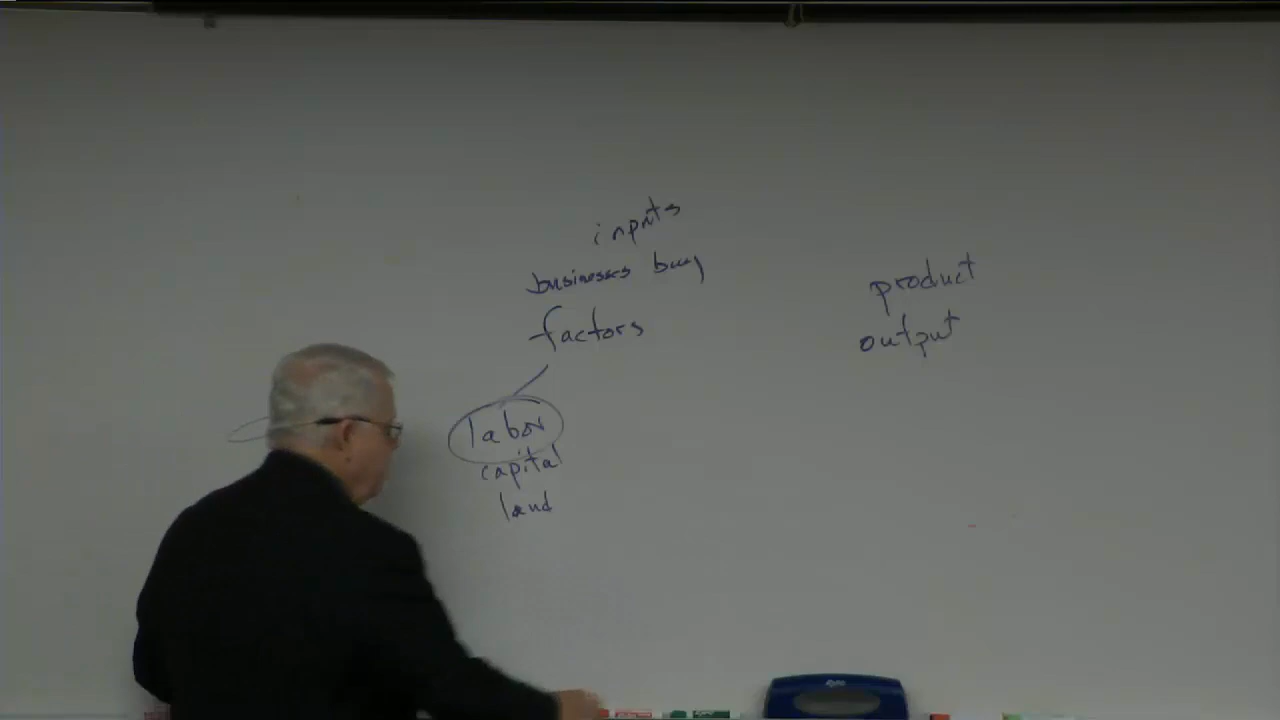 inputs
businesses buy
factors
labor
capital
land
product
output